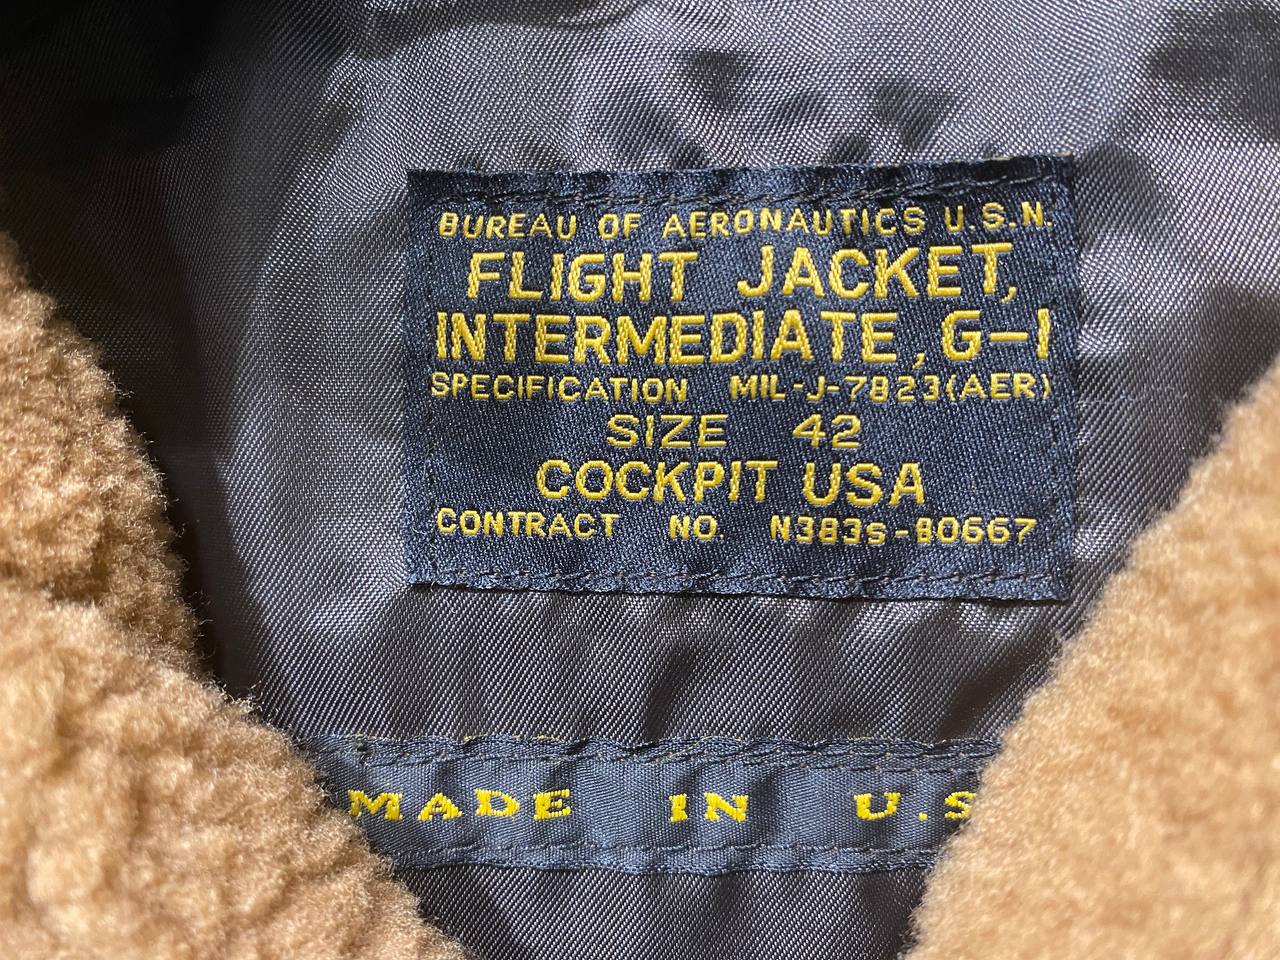 BUREAU OF AERONAUTICS U.S.N.
FLIGHT JACKET,
INTERMEDIATE, G-1
SPECIFICATION MIL-J-7823(AER)
SIZE 42
COCKPIT USA
CONTRACT NO. N383s-80667
MADE IN U.S